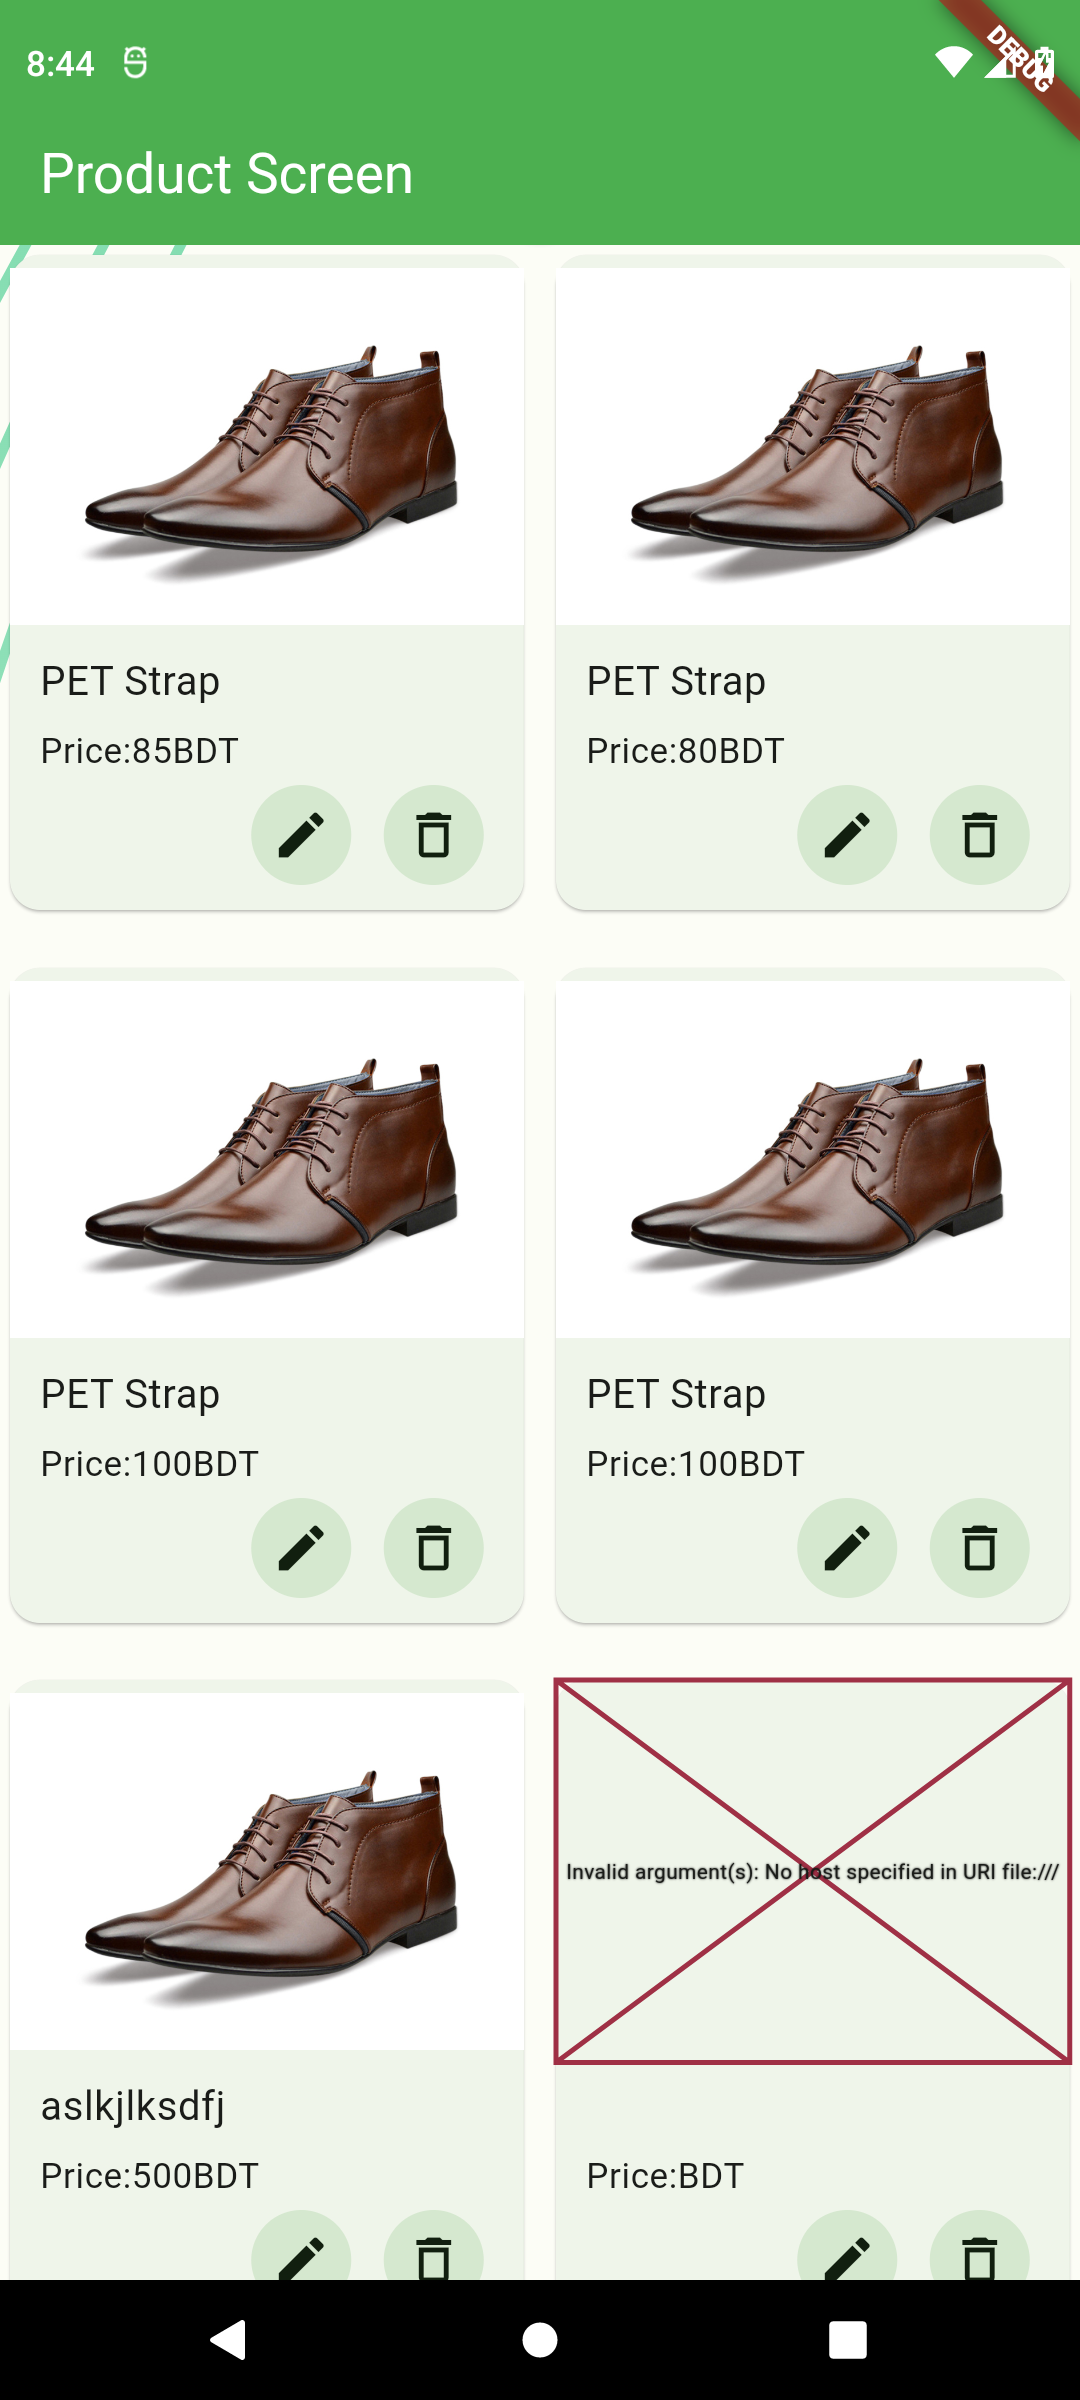 8:44
DEBUG
Product Screen
PET Strap
Price:85BDT
PET Strap
Price:80BDT
PET Strap
Price:100BDT
PET Strap
Price:100BDT
Invalid argument(s): No host specified in URI file:///
aslkjlksdfj
Price:500BDT
Price:BDT